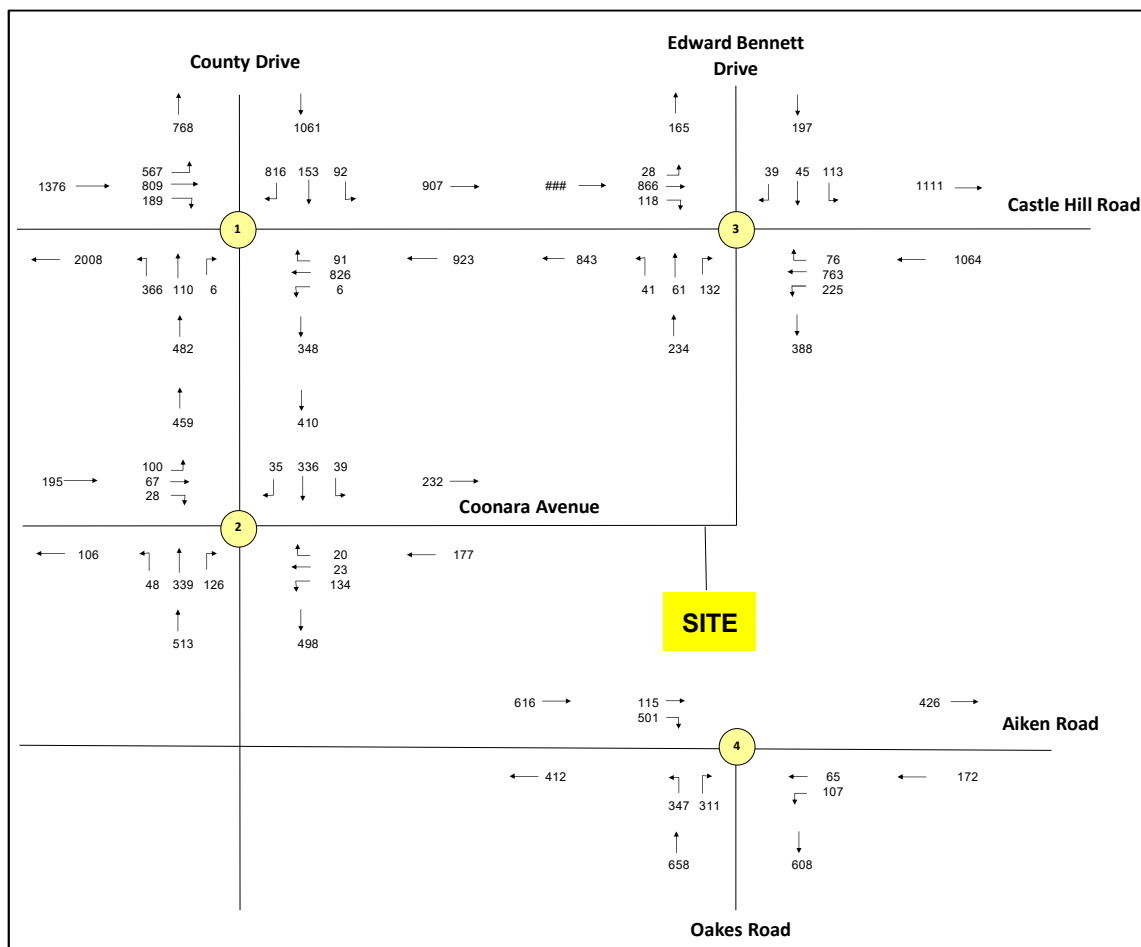 Edward Bennett
Drive
County Drive
768 1061 165 197
567 816 153 92 28 39 45 113
1376 809 907 ### 866 1111
189 118
Castle Hill Road
1 3
2008 91 923 843 76 1064
826 763
366 110 6 6 41 61 132 225
482 348 234 388
459 410
100 35 336 39
195 67 232
28
Coonara Avenue
2
106 20 177
23
48 339 126 134
SITE
513 498
616 115 426
501
Aiken Road
4
412 65 172
107
347 311
658 608
Oakes Road